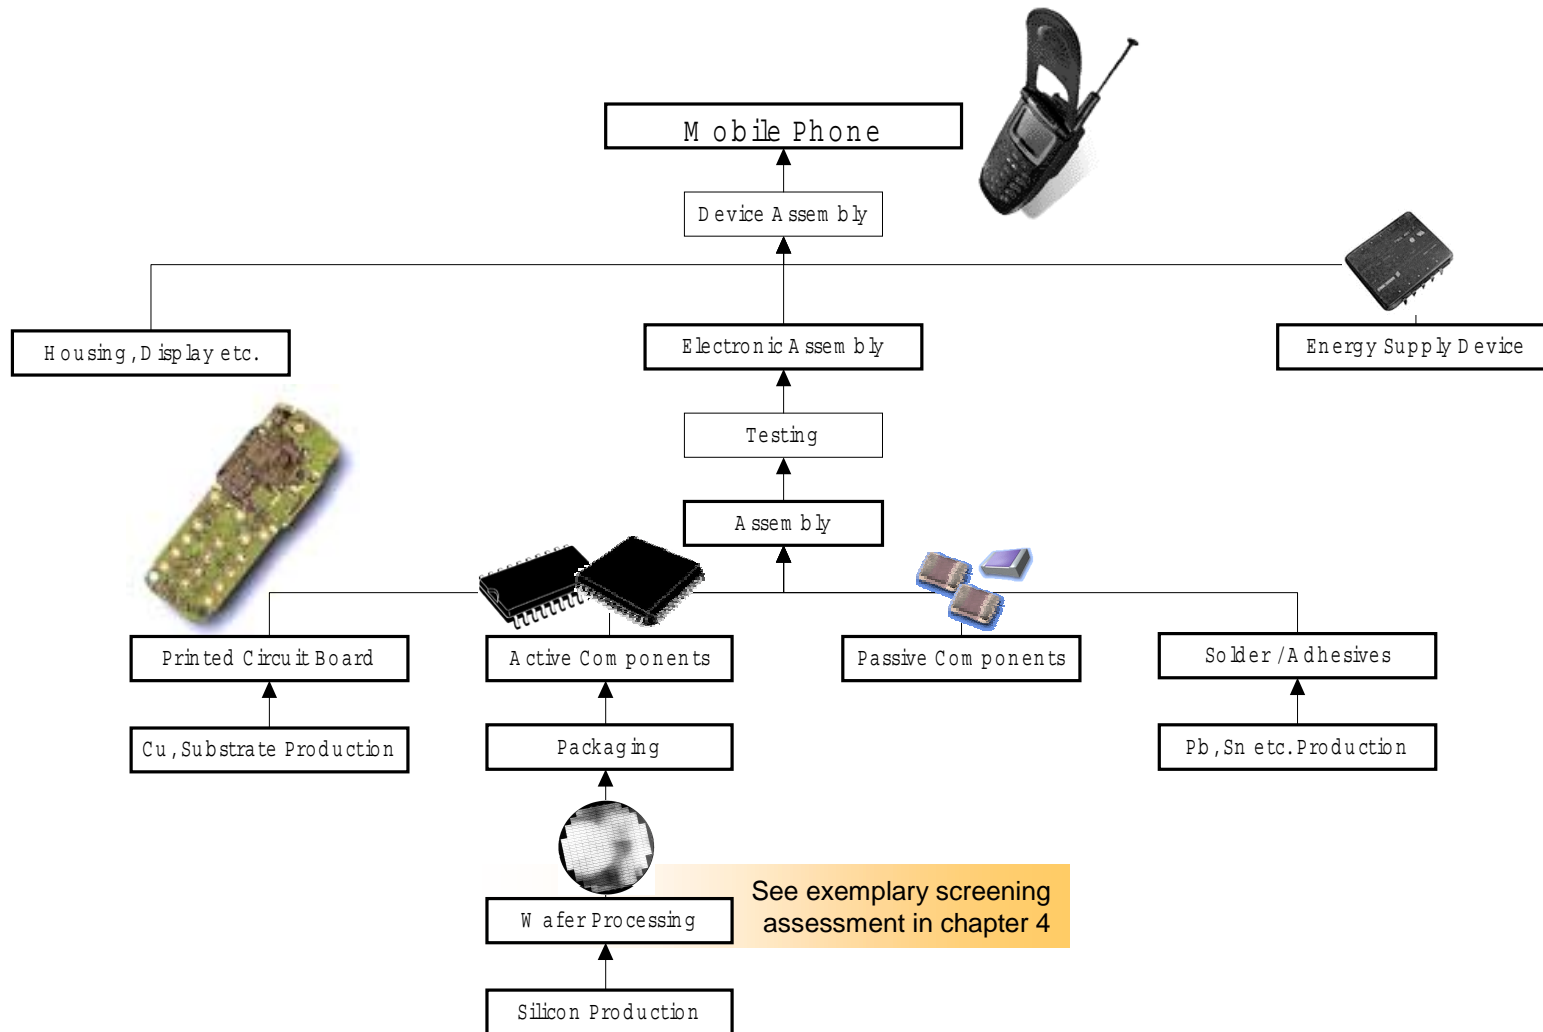 Mobile Phone
Device Assembly
Housing, Display etc.
Electronic Assembly
Energy Supply Device
Testing
Assembly
Printed Circuit Board
Active Components
Passive Components
Solder / Adhesives
Cu, Substrate Production
Packaging
Pb, Sn etc. Production
See exemplary screening
assessment in chapter 4
Wafer Processing
Silicon Production